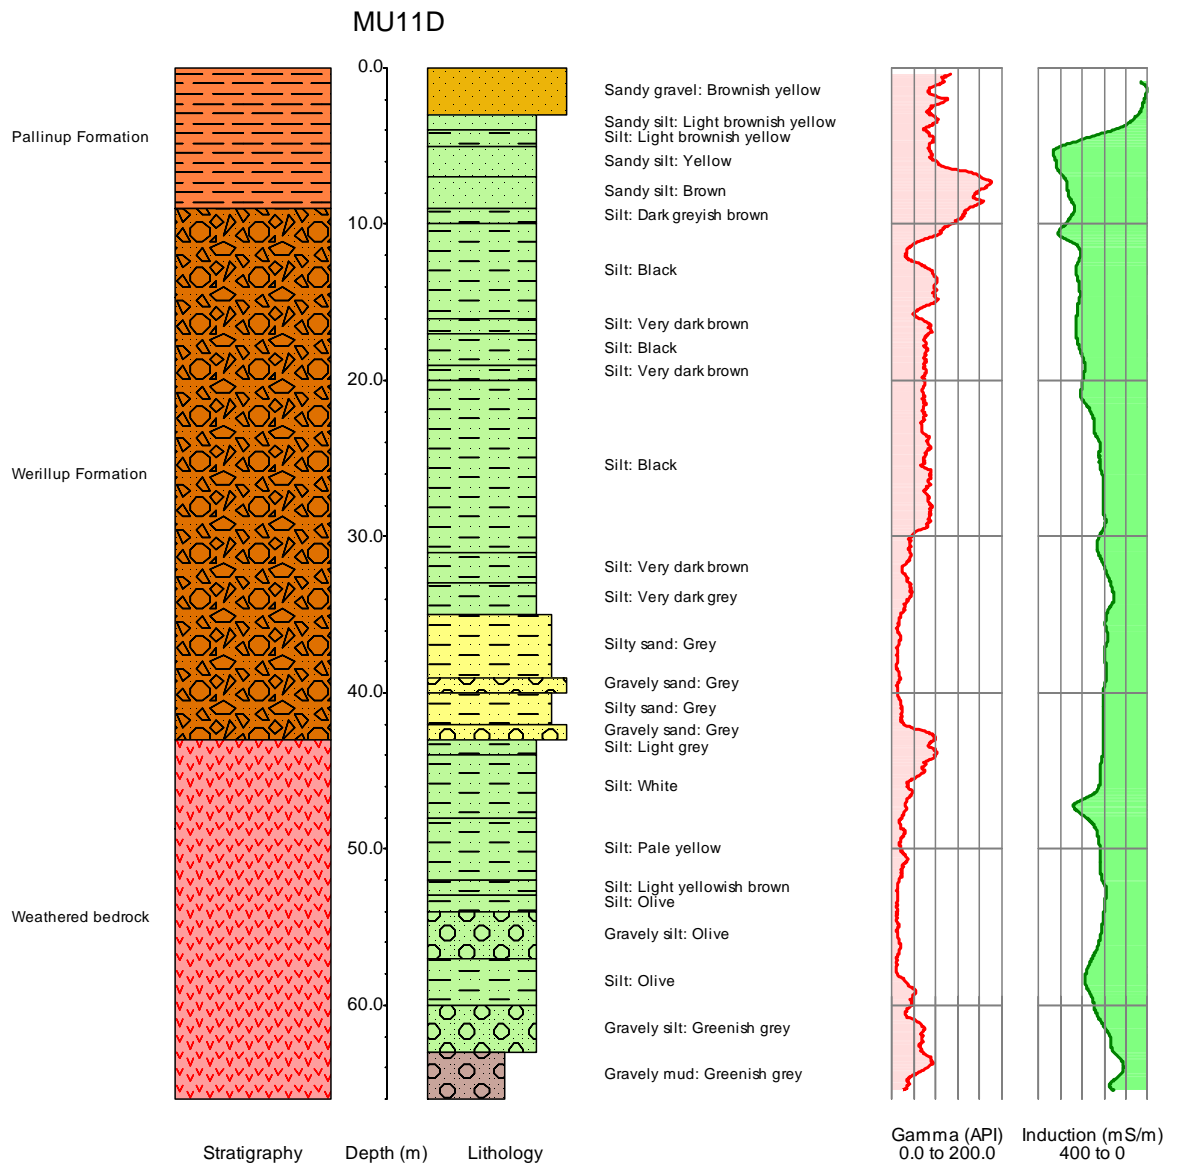 MU11D
0.0
Sandy gravel: Brownish yellow
Sandy silt: Light brownish yellow
Pallinup Formation
Silt: Light brownish yellow
Sandy silt: Yellow
Sandy silt: Brown
Silt: Dark greyish brown
10.0
Silt: Black
Silt: Very dark brown
Silt: Black
Silt: Very dark brown
20.0
Silt: Black
Werillup Formation
30.0
Silt: Very dark brown
Silt: Very dark grey
Silty sand: Grey
Gravely sand: Grey
40.0
Silty sand: Grey
Gravely sand: Grey
Silt: Light grey
Silt: White
50.0
Silt: Pale yellow
Silt: Light yellowish brown
Silt: Olive
Weathered bedrock
Gravely silt: Olive
Silt: Olive
60.0
Gravely silt: Greenish grey
Gravely mud: Greenish grey
Stratigraphy
Depth (m)
Lithology
Gamma (API)
0.0 to 200.0
Induction (mS/m)
400 to 0